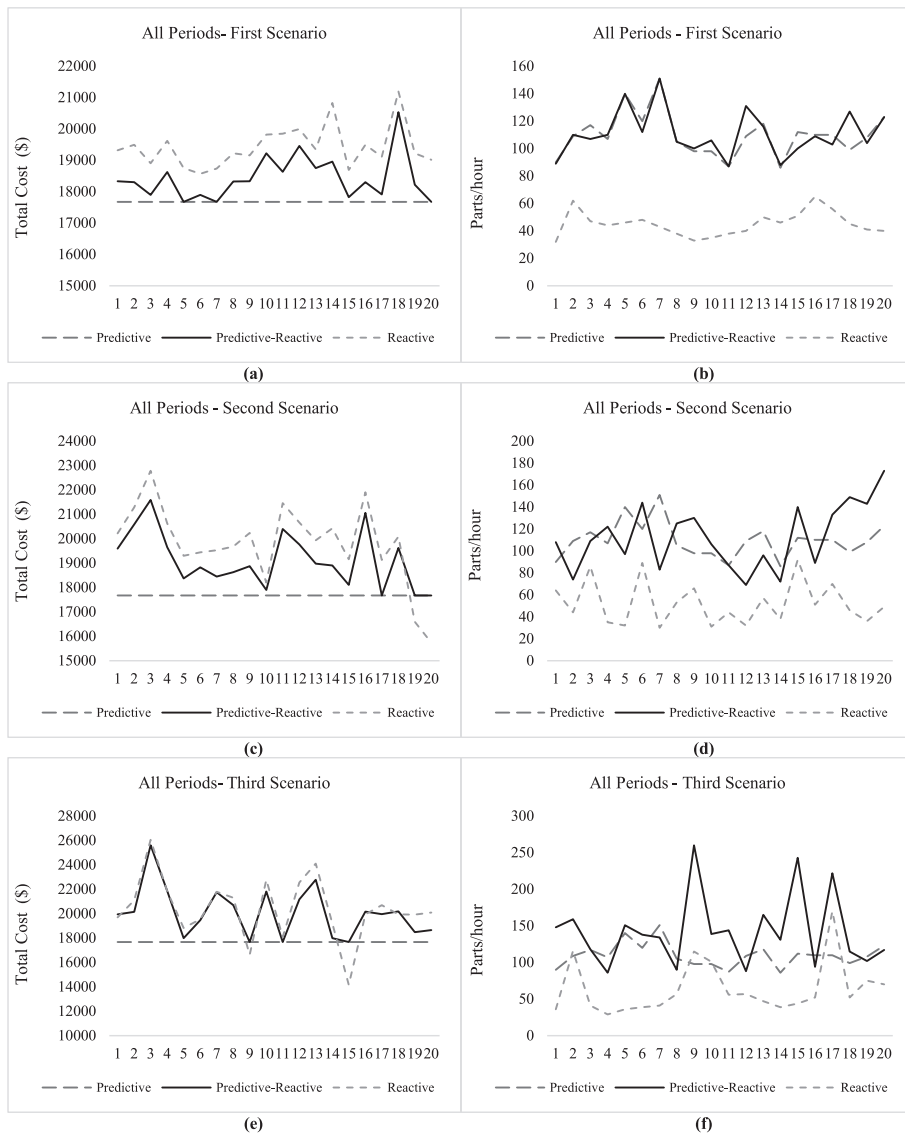 All Periods- First Scenario
Total Cost ($)
22000
21000
20000
19000
18000
17000
16000
15000
1 2 3 4 5 6 7 8 9 10 11 12 13 14 15 16 17 18 19 20
Predictive Predictive-Reactive Reactive
(a)
All Periods - First Scenario
Parts/hour
160
140
120
100
80
60
40
20
0
1 2 3 4 5 6 7 8 9 10 11 12 13 14 15 16 17 18 19 20
Predictive Predictive-Reactive Reactive
(b)
All Periods - Second Scenario
Total Cost ($)
24000
23000
22000
21000
20000
19000
18000
17000
16000
15000
1 2 3 4 5 6 7 8 9 10 11 12 13 14 15 16 17 18 19 20
Predictive Predictive-Reactive Reactive
(c)
All Periods - Second Scenario
Parts/hour
200
180
160
140
120
100
80
60
40
20
0
1 2 3 4 5 6 7 8 9 10 11 12 13 14 15 16 17 18 19 20
Predictive Predictive-Reactive Reactive
(d)
All Periods- Third Scenario
Total Cost ($)
28000
26000
24000
22000
20000
18000
16000
14000
12000
10000
1 2 3 4 5 6 7 8 9 10 11 12 13 14 15 16 17 18 19 20
Predictive Predictive-Reactive Reactive
(e)
All Periods - Third Scenario
Parts/hour
300
250
200
150
100
50
0
1 2 3 4 5 6 7 8 9 10 11 12 13 14 15 16 17 18 19 20
Predictive Predictive-Reactive Reactive
(f)